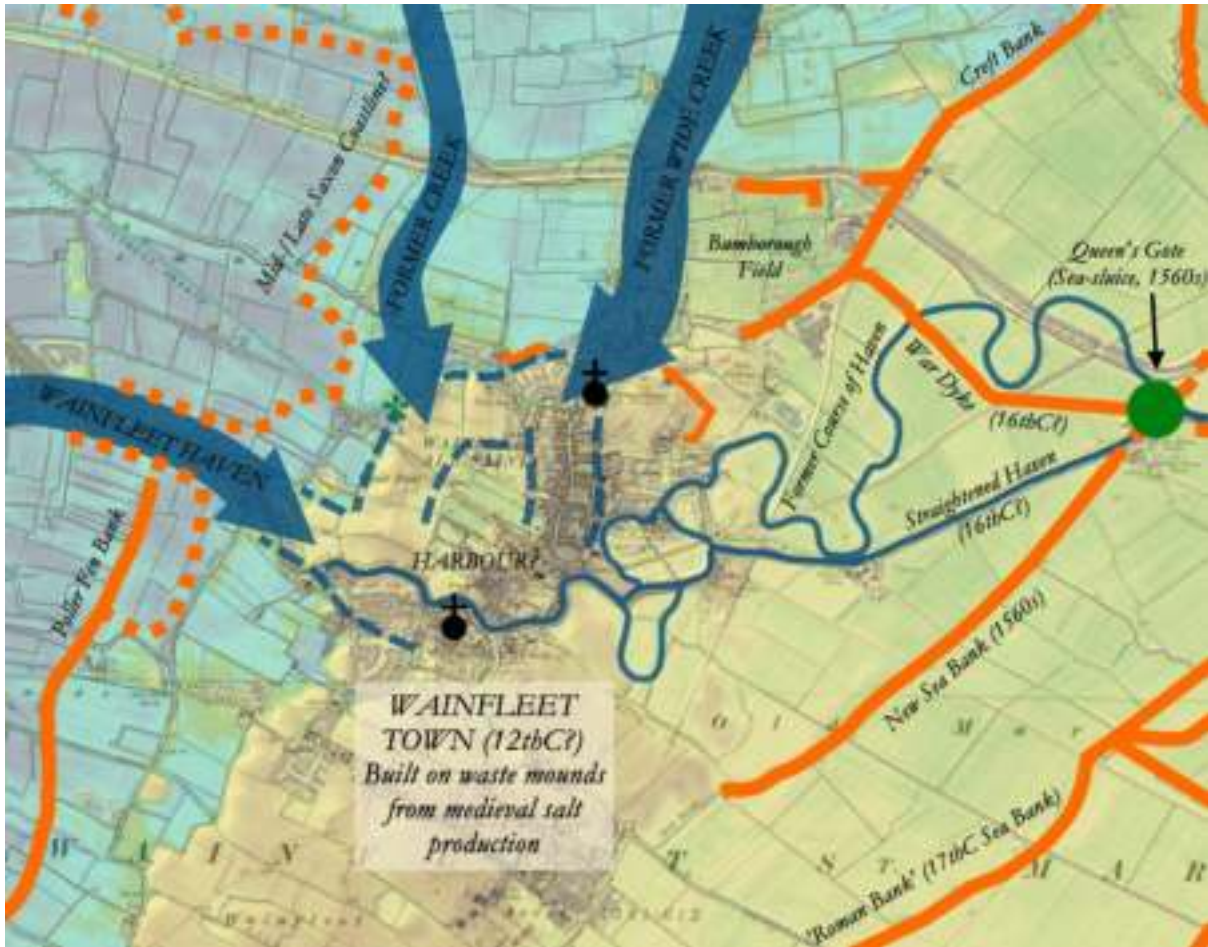 Croft Bank
Mid/Late Saxon Coastline?
FORMER CREEK
FORMER WIDE CREEK
Bamborough
Field
Queen's Gate
(Sea-sluice, 1560s)
WAINFLEET HAVEN
Former Course of Haven
War Dyke
(16thC?)
Straightened Haven
(16thC?)
HARBOUR?
New Sea Bank (1560s)
WAINFLEET
TOWN (12thC?)
Built on waste mounds
from medieval salt
production
'Roman Bank' (17thC Sea Bank)
W A I N
T. S T. M A R